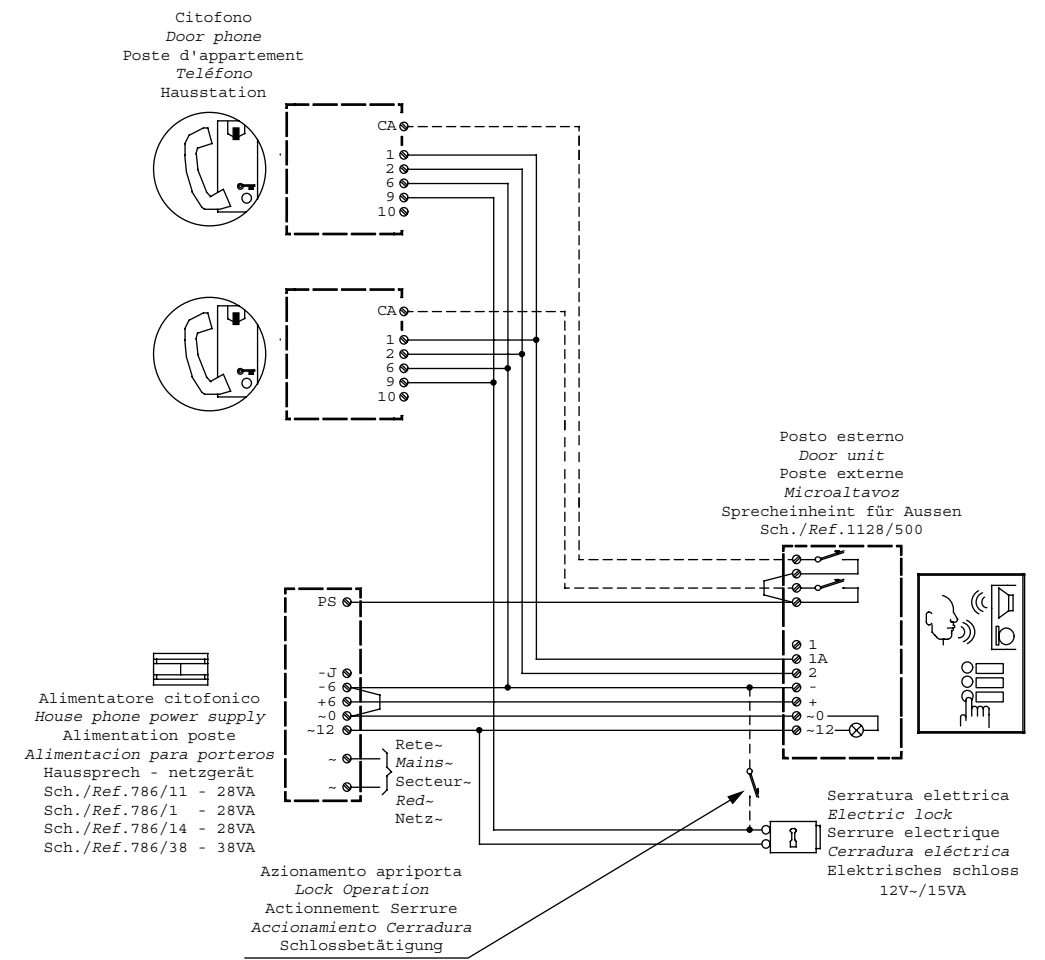 Citofono
Door phone
Poste d'appartement
Teléfono
Hausstation
CA
1
2
6
9
10
CA
1
2
6
9
10
Posto esterno
Door unit
Poste externe
Microaltavoz
Sprecheinheint für Aussen
Sch./Ref.1128/500
PS
-J
-6
+6
~0
~12
~
~
1
1A
2
-
+
~0
~12
Rete~
Mains~
Secteur~
Red~
Netz~
Alimentatore citofonico
House phone power supply
Alimentation poste
Alimentacion para porteros
Haussprech - netzgerät
Sch./Ref.786/11 - 28VA
Sch./Ref.786/1 - 28VA
Sch./Ref.786/14 - 28VA
Sch./Ref.786/38 - 38VA
Serratura elettrica
Electric lock
Serrure electrique
Cerradura eléctrica
Elektrisches schloss
12V~/15VA
Azionamento apriporta
Lock Operation
Actionnement Serrure
Accionamiento Cerradura
Schlossbetätigung